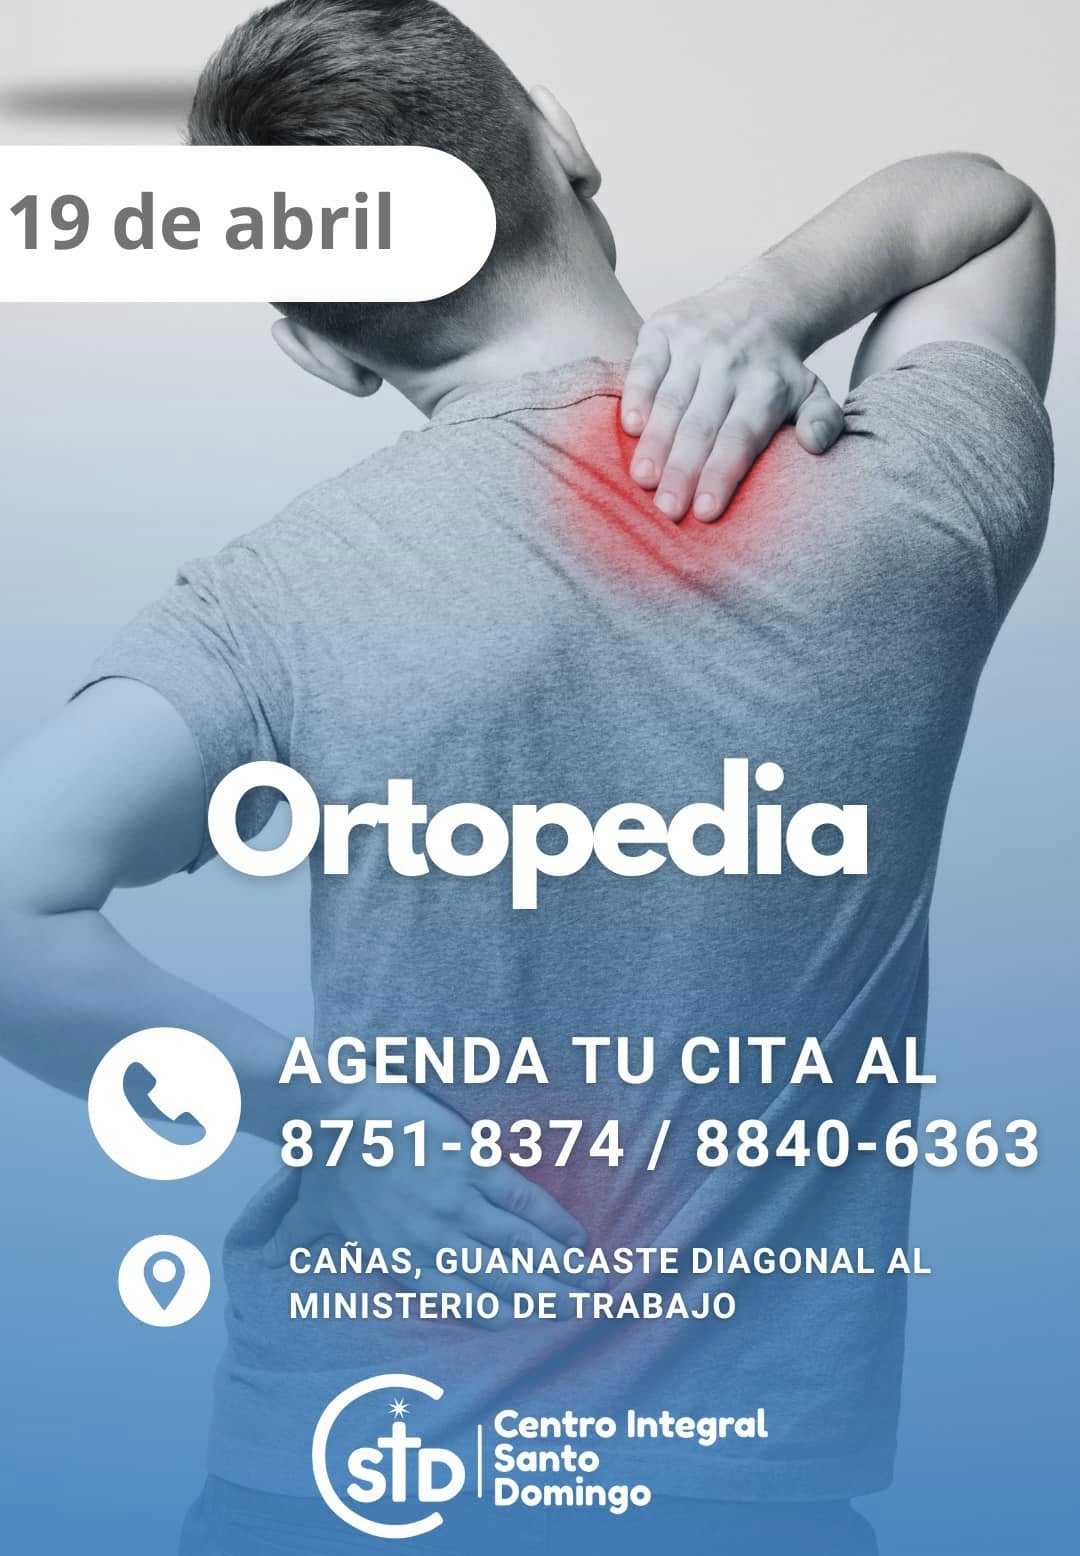 19 de abril
Ortopedia
AGENDA TU CITA AL
8751-8374 / 8840-6363
CAÑAS, GUANACASTE DIAGONAL AL
MINISTERIO DE TRABAJO
CSTD
Centro Integral
Santo
Domingo